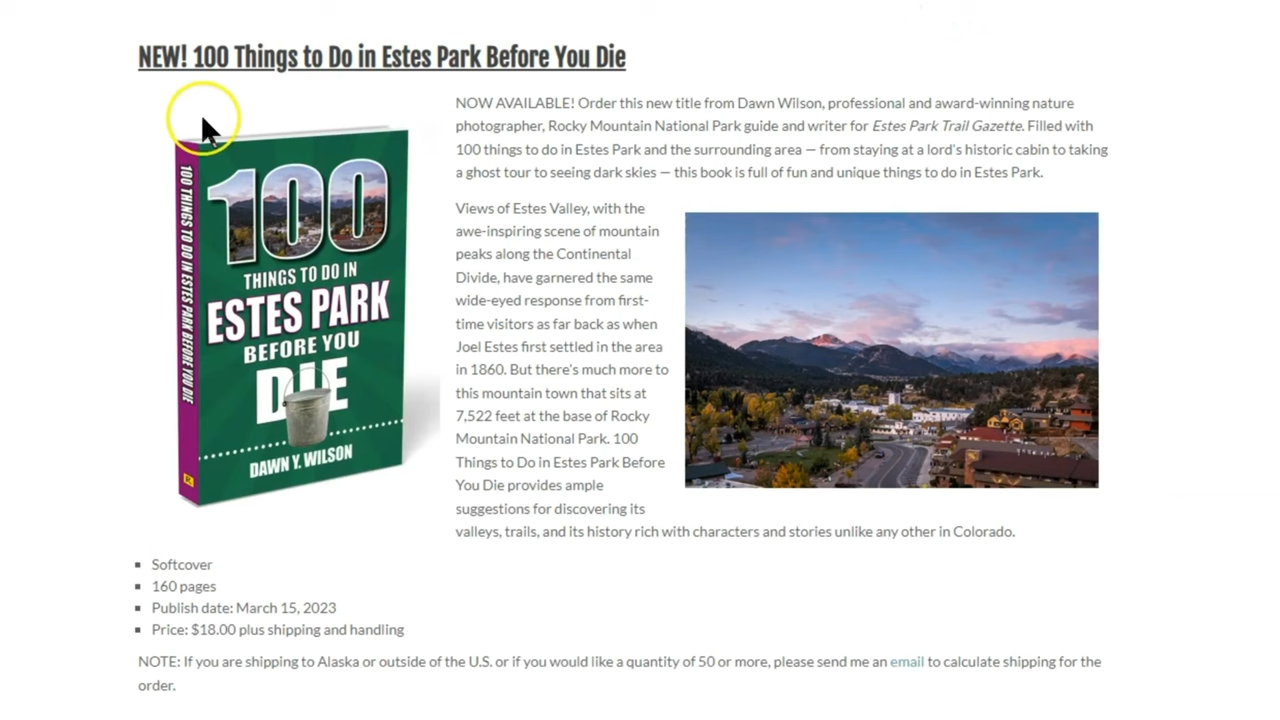 NEW! 100 Things to Do in Estes Park Before You Die
100 THINGS TO DO IN ESTES PARK BEFORE YOU DIE
100
THINGS TO DO IN
ESTES PARK
BEFORE YOU
DIE
DAWN Y. WILSON
NOW AVAILABLE! Order this new title from Dawn Wilson, professional and award-winning nature
photographer, Rocky Mountain National Park guide and writer for Estes Park Trail Gazette. Filled with
100 things to do in Estes Park and the surrounding area — from staying at a lord's historic cabin to taking
a ghost tour to seeing dark skies — this book is full of fun and unique things to do in Estes Park.
Views of Estes Valley, with the
awe-inspiring scene of mountain
peaks along the Continental
Divide, have garnered the same
wide-eyed response from first-
time visitors as far back as when
Joel Estes first settled in the area
in 1860. But there's much more to
this mountain town that sits at
7,522 feet at the base of Rocky
Mountain National Park. 100
Things to Do in Estes Park Before
You Die provides ample
suggestions for discovering its
valleys, trails, and its history rich with characters and stories unlike any other in Colorado.
Softcover
160 pages
Publish date: March 15, 2023
Price: $18.00 plus shipping and handling
NOTE: If you are shipping to Alaska or outside of the U.S. or if you would like a quantity of 50 or more, please send me an email to calculate shipping for the
order.